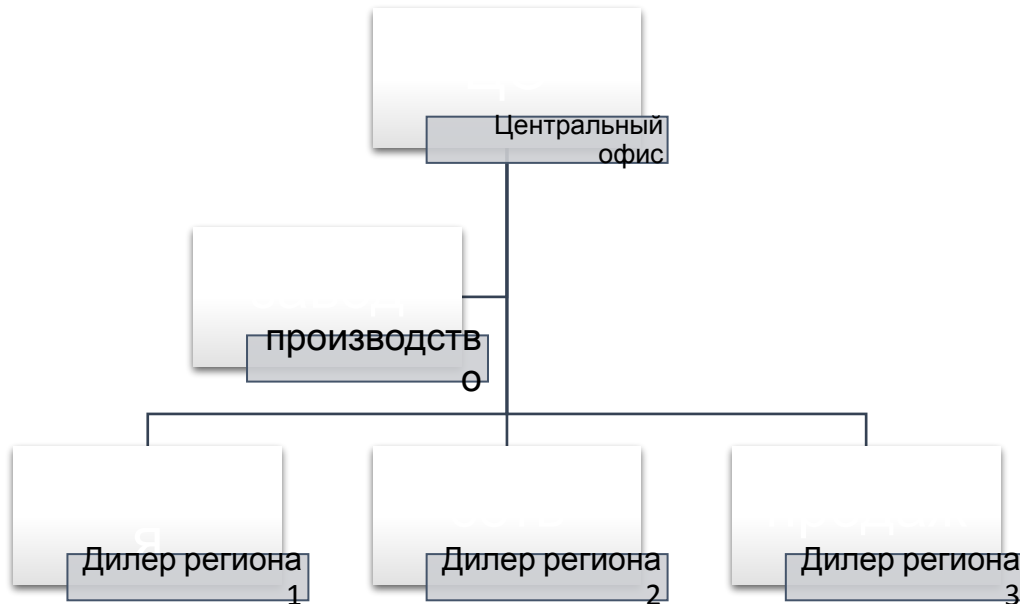 Центральный
офис
производств
о
Дилер региона
1
Дилер региона
2
Дилер региона
3